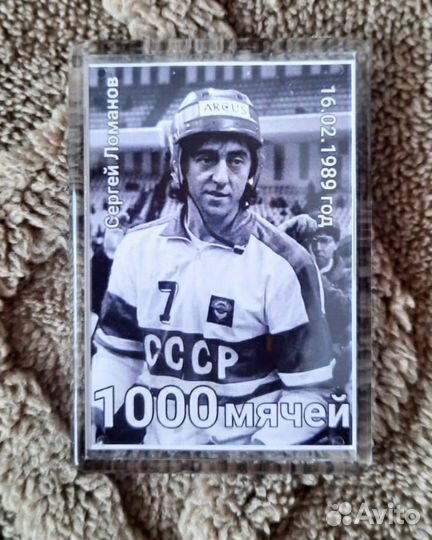 Сергей Ломанов
16.02.1989 год
ARGUS
7
СССР
1000 мячей
Avito